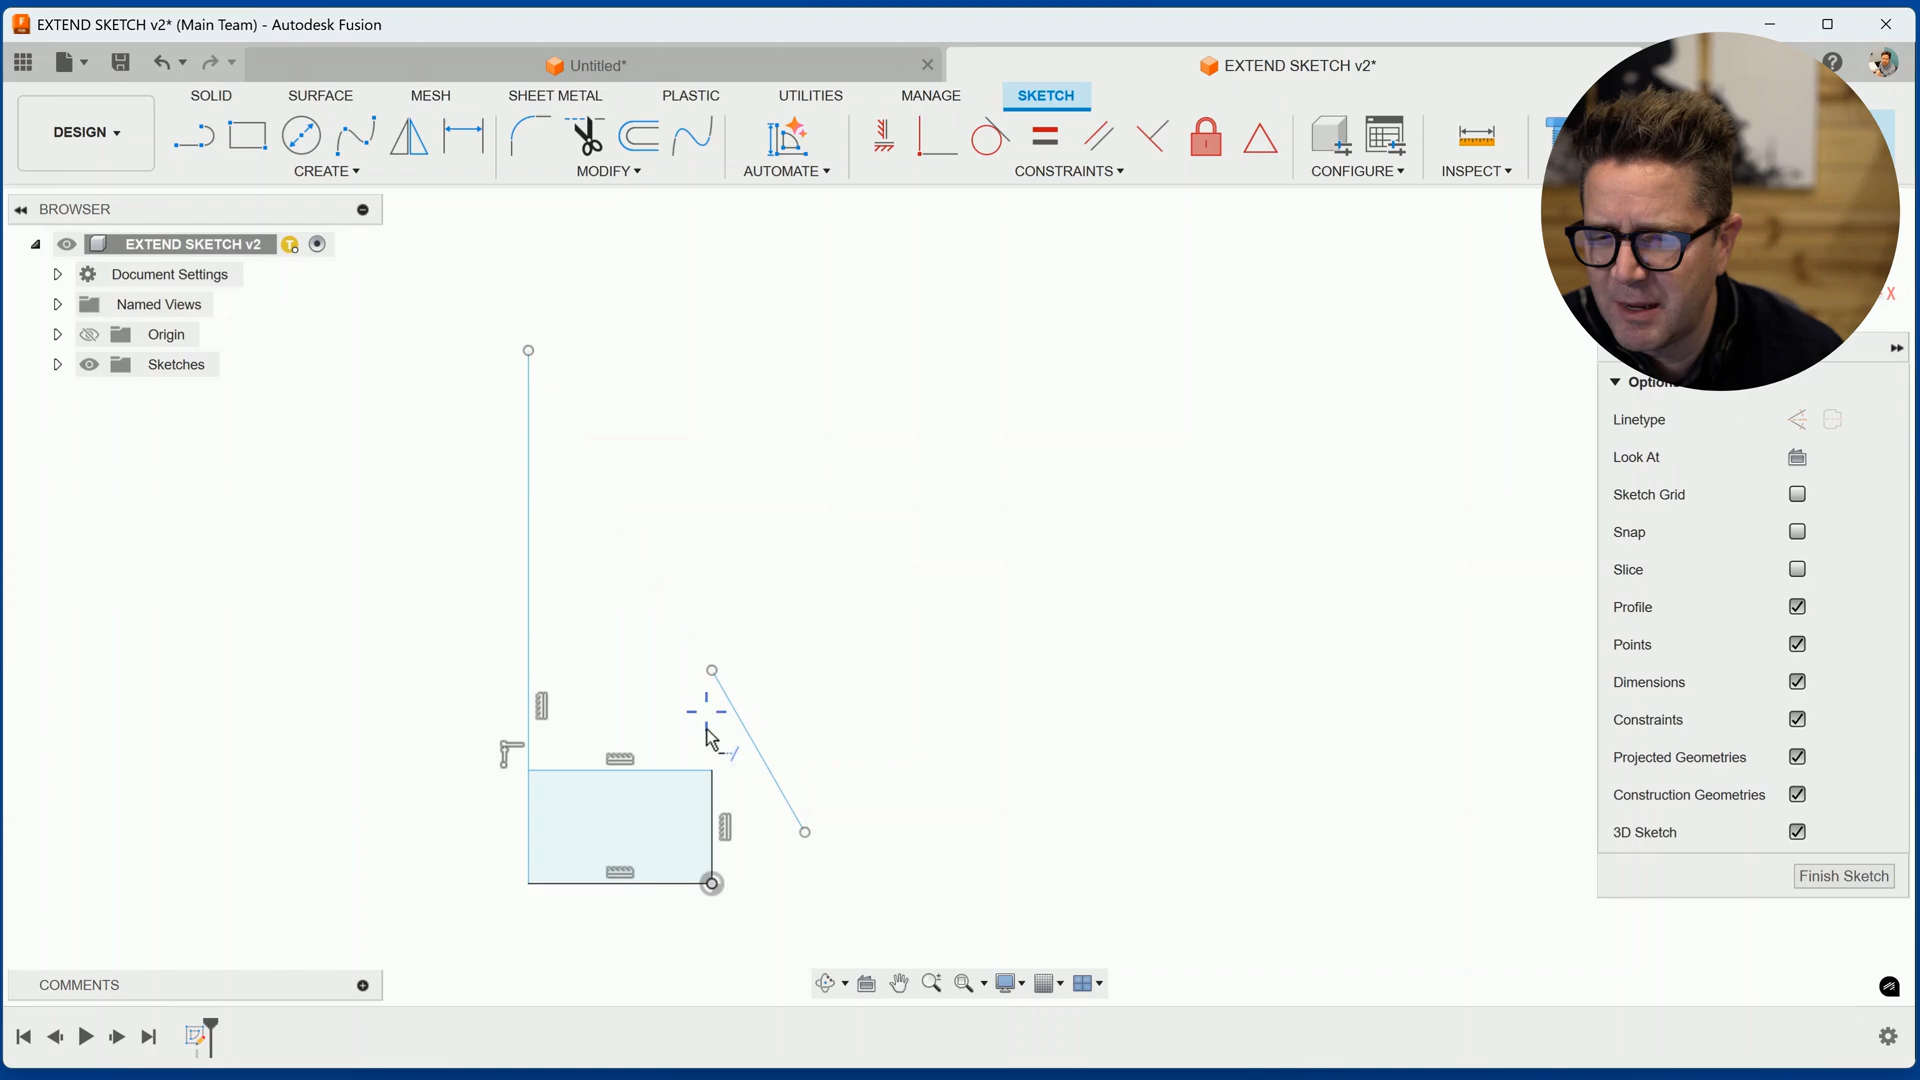 EXTEND SKETCH v2* (Main Team) - Autodesk Fusion
Untitled*
EXTEND SKETCH v2*
SOLID
SURFACE
MESH
SHEET METAL
PLASTIC
UTILITIES
MANAGE
SKETCH
DESIGN
CREATE
MODIFY
AUTOMATE
CONSTRAINTS
CONFIGURE
INSPECT
BROWSER
EXTEND SKETCH v2
Document Settings
Named Views
Origin
Sketches
X
Linetype
Look At
Sketch Grid
Snap
Slice
Profile
Points
Dimensions
Constraints
Projected Geometries
Construction Geometries
3D Sketch
Finish Sketch
COMMENTS